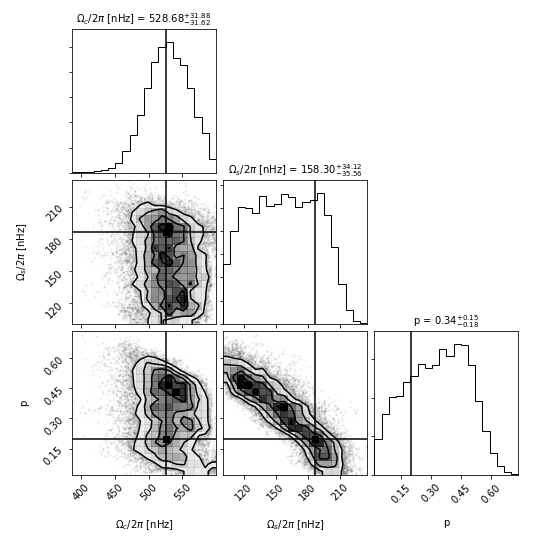 Ω_c/2π [nHz] = 528.68^{+31.88}_{-31.62}
Ω_s/2π [nHz] = 158.30^{+34.12}_{-35.56}
Ω_s/2π [nHz]
210
180
150
120
p = 0.34^{+0.15}_{-0.18}
p
0.60
0.45
0.30
0.15
400 450 500 550
120 150 180 210
0.15 0.30 0.45 0.60
Ω_c/2π [nHz] Ω_s/2π [nHz] p